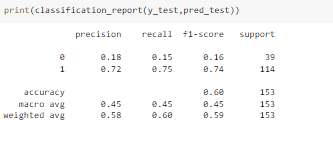 print(classification_report(y_test,pred_test))
precision recall f1-score support
0 0.18 0.15 0.16 39
1 0.72 0.75 0.74 114
accuracy 0.60 153
macro avg 0.45 0.45 0.45 153
weighted avg 0.58 0.60 0.59 153